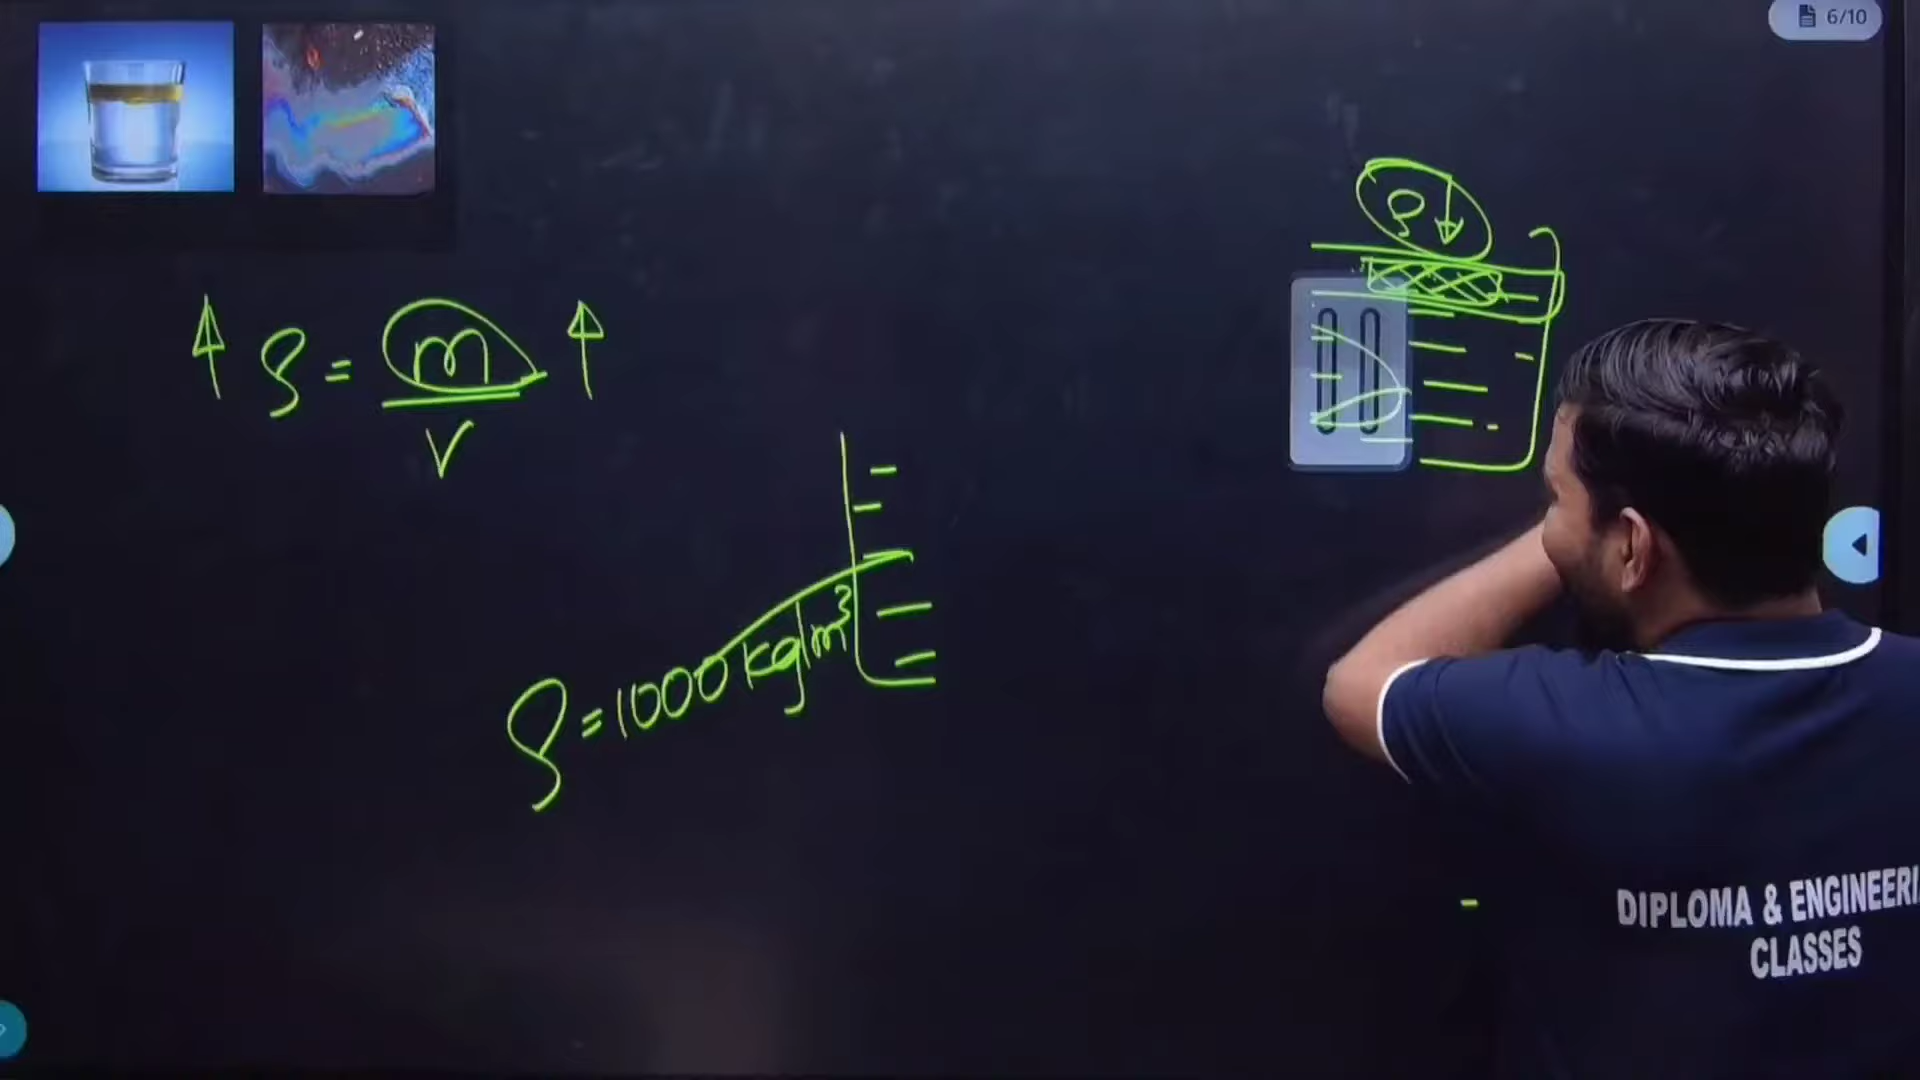 6/10
ρ↓
↑ ρ = m/V ↑
ρ = 1000 kg/m³
DIPLOMA & ENGINEERI
CLASSES